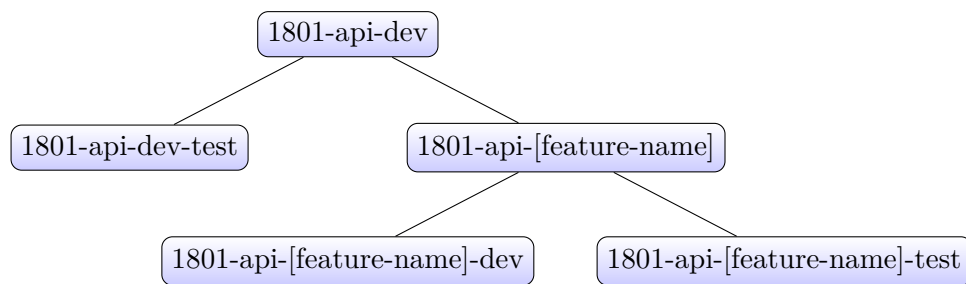 1801-api-dev
1801-api-dev-test
1801-api-[feature-name]
1801-api-[feature-name]-dev
1801-api-[feature-name]-test